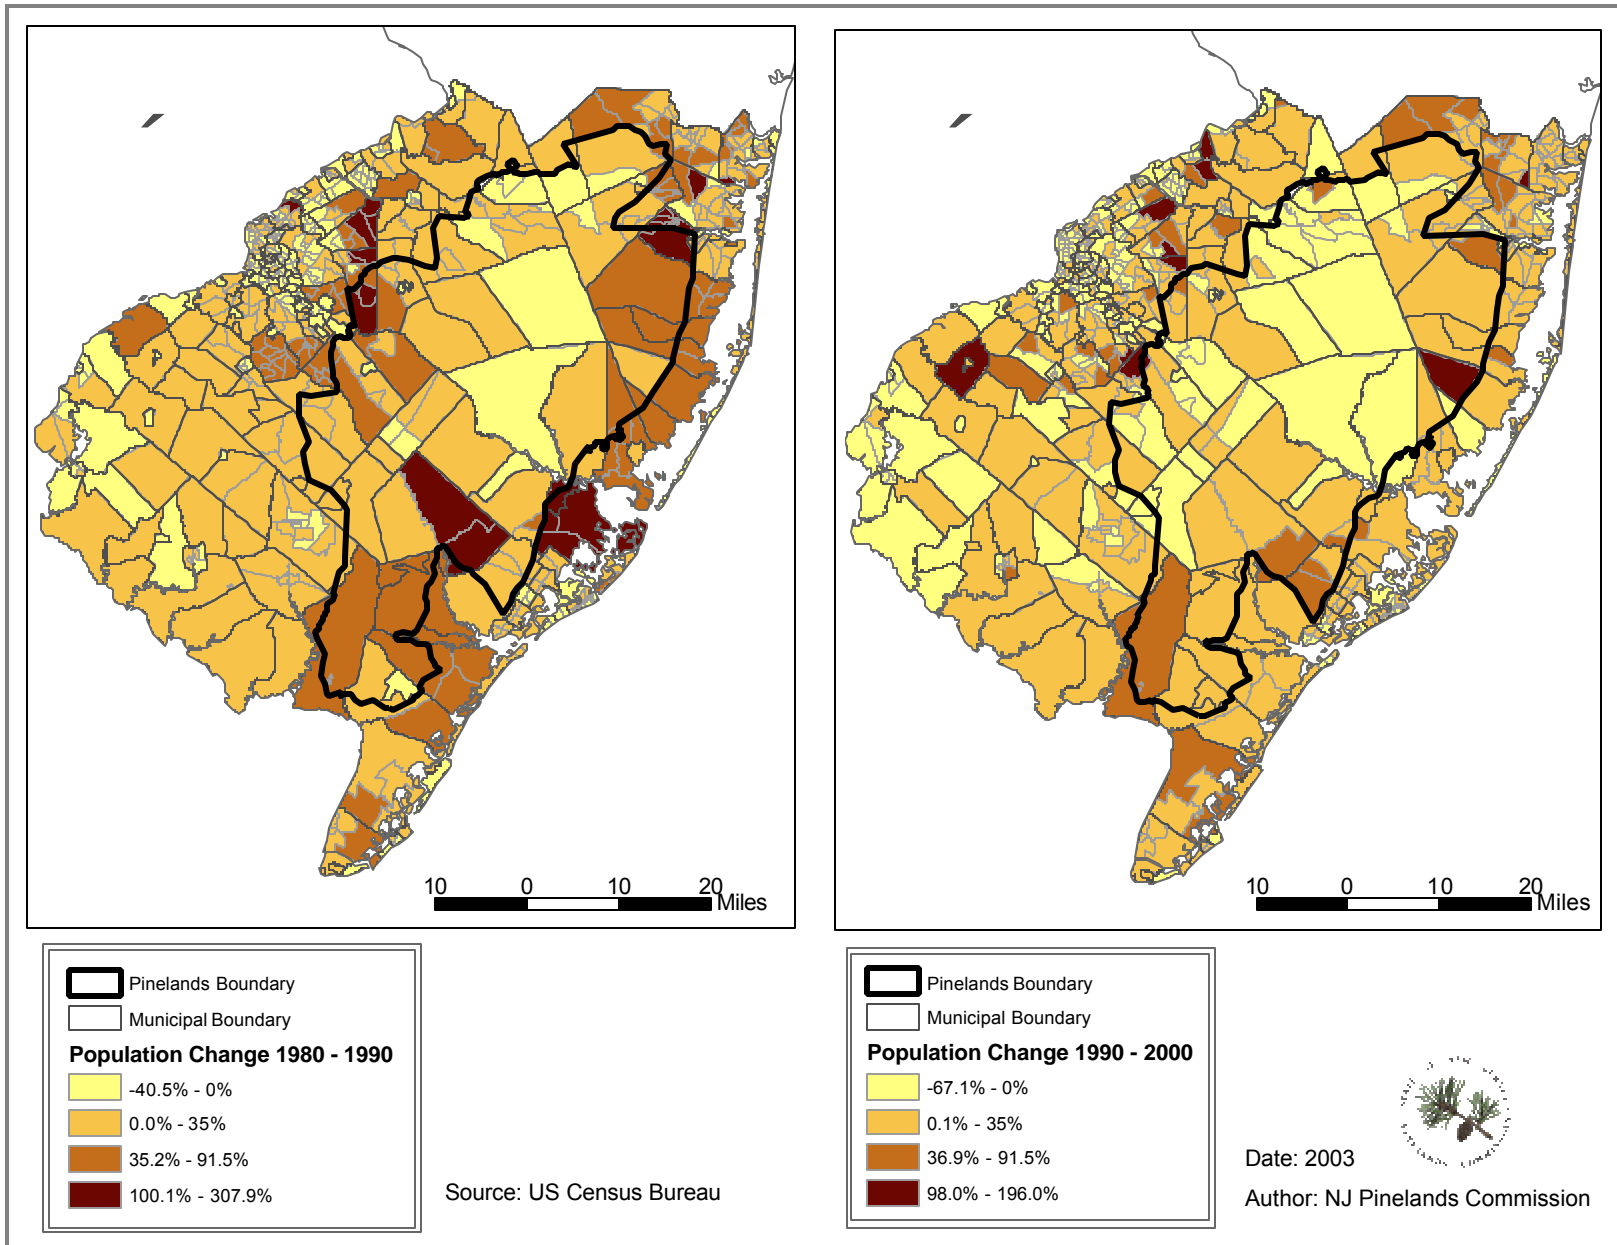 10 0 10 20
Miles
10 0 10 20
Miles
Pinelands Boundary
Municipal Boundary
Population Change 1980 - 1990
-40.5% - 0%
0.0% - 35%
35.2% - 91.5%
100.1% - 307.9%
Source: US Census Bureau
Pinelands Boundary
Municipal Boundary
Population Change 1990 - 2000
-67.1% - 0%
0.1% - 35%
36.9% - 91.5%
98.0% - 196.0%
Date: 2003
Author: NJ Pinelands Commission